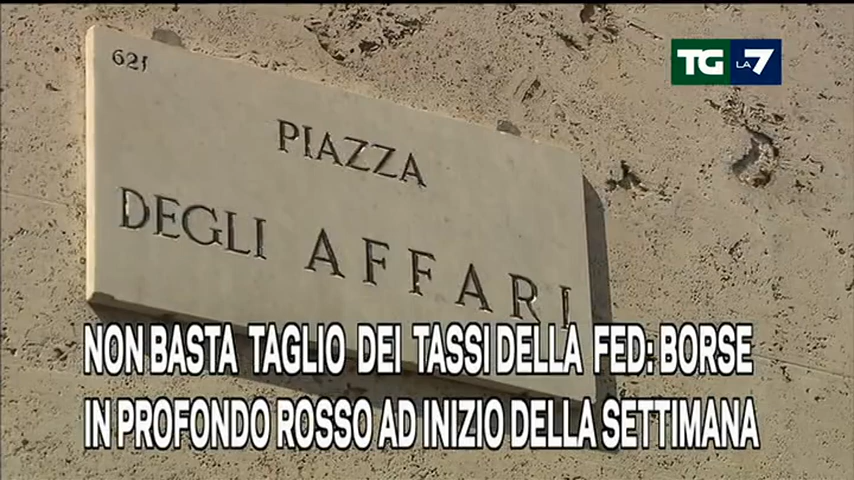 621
TG LA7
PIAZZA
DEGLI AFFARI
NON BASTA TAGLIO DEI TASSI DELLA FED: BORSE
IN PROFONDO ROSSO AD INIZIO DELLA SETTIMANA